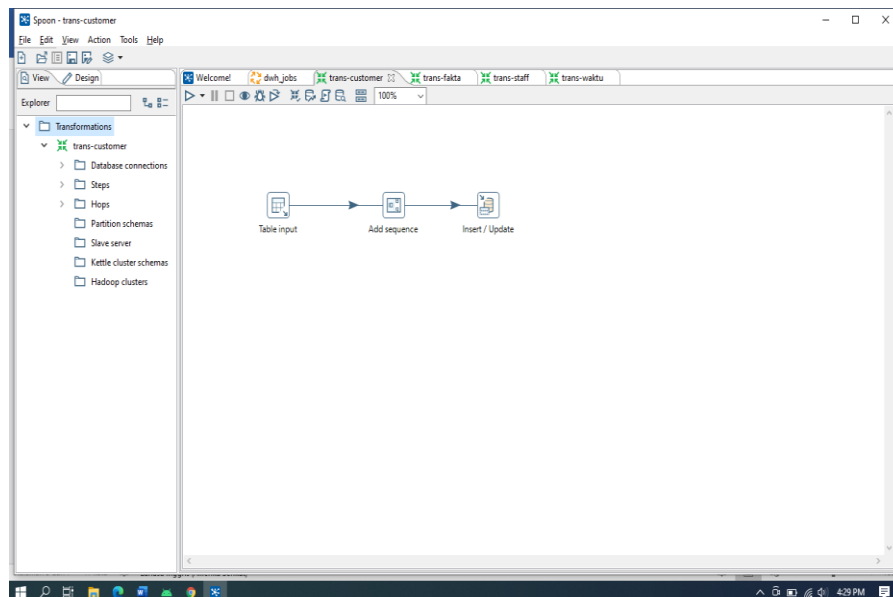 Spoon - trans-customer
File Edit View Action Tools Help
View Design
Welcome! dwh_jobs trans-customer trans-fakta trans-staff trans-waktu
Explorer
100%
Transformations
trans-customer
Database connections
Steps
Hops
Partition schemas
Slave server
Kettle cluster schemas
Hadoop clusters
Table input Add sequence Insert / Update
4:29 PM